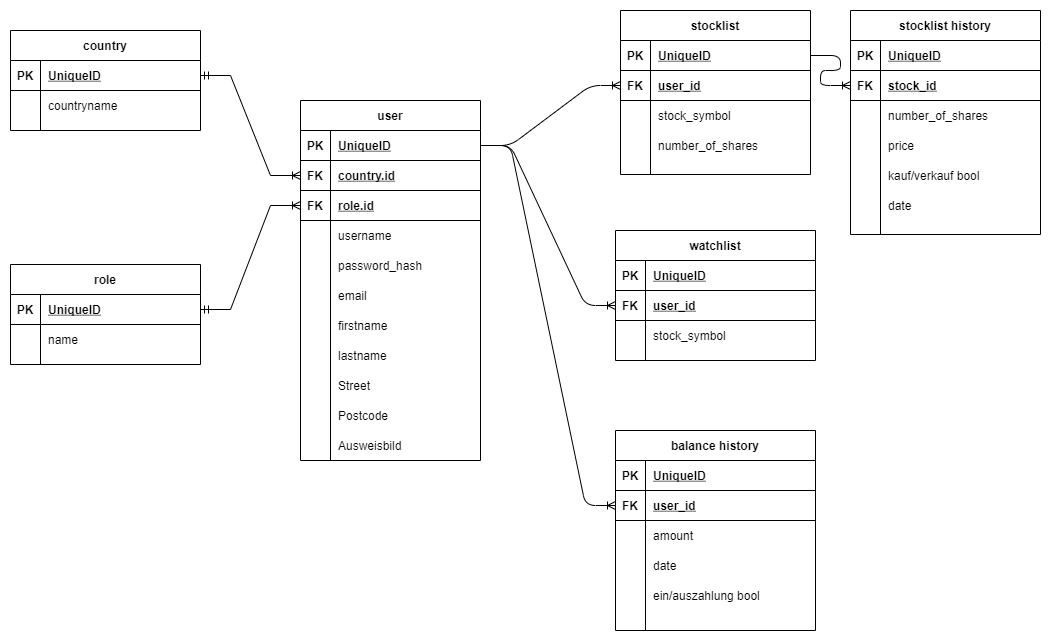 country
PK UniqueID
countryname
role
PK UniqueID
name
user
PK UniqueID
FK country.id
FK role.id
username
password_hash
email
firstname
lastname
Street
Postcode
Ausweisbild
stocklist
PK UniqueID
FK user_id
stock_symbol
number_of_shares
stocklist history
PK UniqueID
FK stock_id
number_of_shares
price
kauf/verkauf bool
date
watchlist
PK UniqueID
FK user_id
stock_symbol
balance history
PK UniqueID
FK user_id
amount
date
ein/auszahlung bool